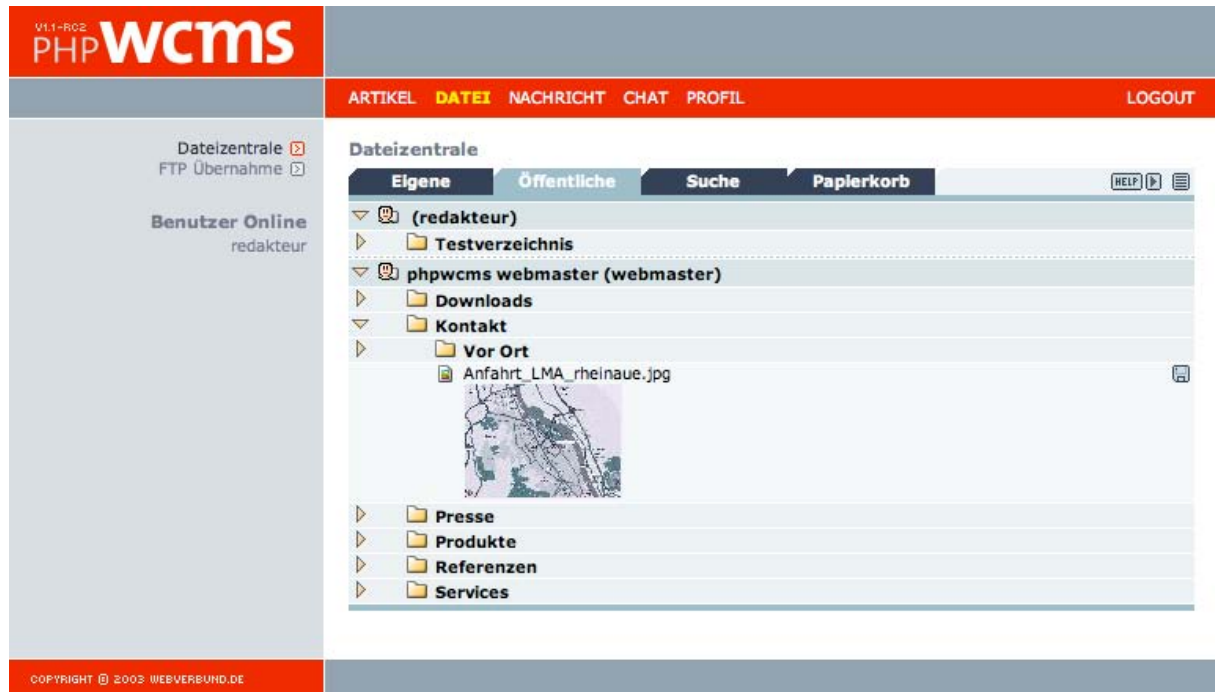 V1.1-RC2
PHPWCMS
ARTIKEL DATEI NACHRICHT CHAT PROFIL LOGOUT
Dateizentrale
FTP Übernahme
Benutzer Online
redakteur
Dateizentrale
Eigene Öffentliche Suche Papierkorb HELP
(redakteur)
Testverzeichnis
phpwcms webmaster (webmaster)
Downloads
Kontakt
Vor Ort
Anfahrt_LMA_rheinaue.jpg
Presse
Produkte
Referenzen
Services
COPYRIGHT © 2003 WEBVERBUND.DE